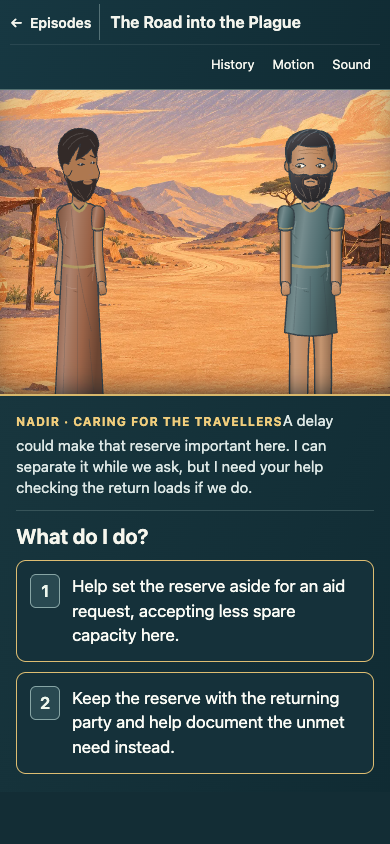 ← Episodes The Road into the Plague
History Motion Sound
NADIR · CARING FOR THE TRAVELLERSA delay
could make that reserve important here. I can
separate it while we ask, but I need your help
checking the return loads if we do.
What do I do?
1 Help set the reserve aside for an aid
request, accepting less spare
capacity here.
2 Keep the reserve with the returning
party and help document the unmet
need instead.